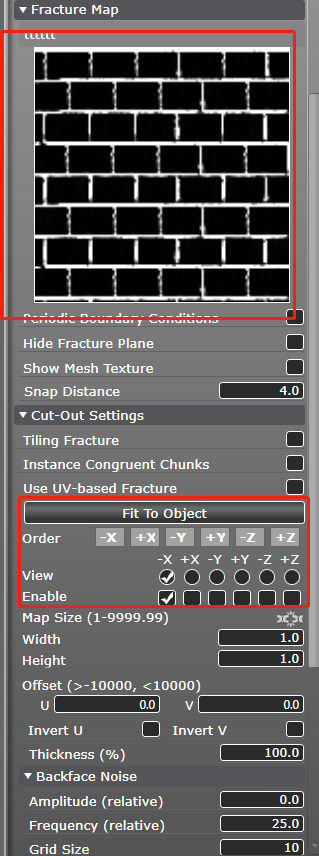 Fracture Map
tttttt
Periodic Boundary Conditions
Hide Fracture Plane
Show Mesh Texture
Snap Distance 4.0
Cut-Out Settings
Tiling Fracture
Instance Congruent Chunks
Use UV-based Fracture
Fit To Object
Order -X +X -Y +Y -Z +Z
-X +X -Y +Y -Z +Z
View
Enable
Map Size (1-9999.99)
Width 1.0
Height 1.0
Offset (>-10000, <10000)
U 0.0 V 0.0
Invert U Invert V
Thickness (%) 100.0
Backface Noise
Amplitude (relative) 0.0
Frequency (relative) 25.0
Grid Size 10